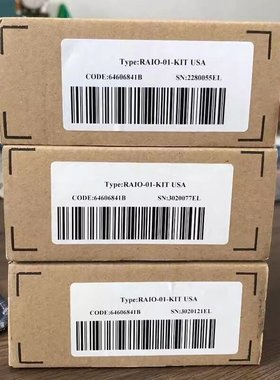 Type:RAIO-01-KIT USA
CODE:64606841B SN:2280055EL
Type:RAIO-01-KIT USA
CODE:64606841B SN:3020077EL
Type:RAIO-01-KIT USA
CODE:64606841B SN:3020121EL